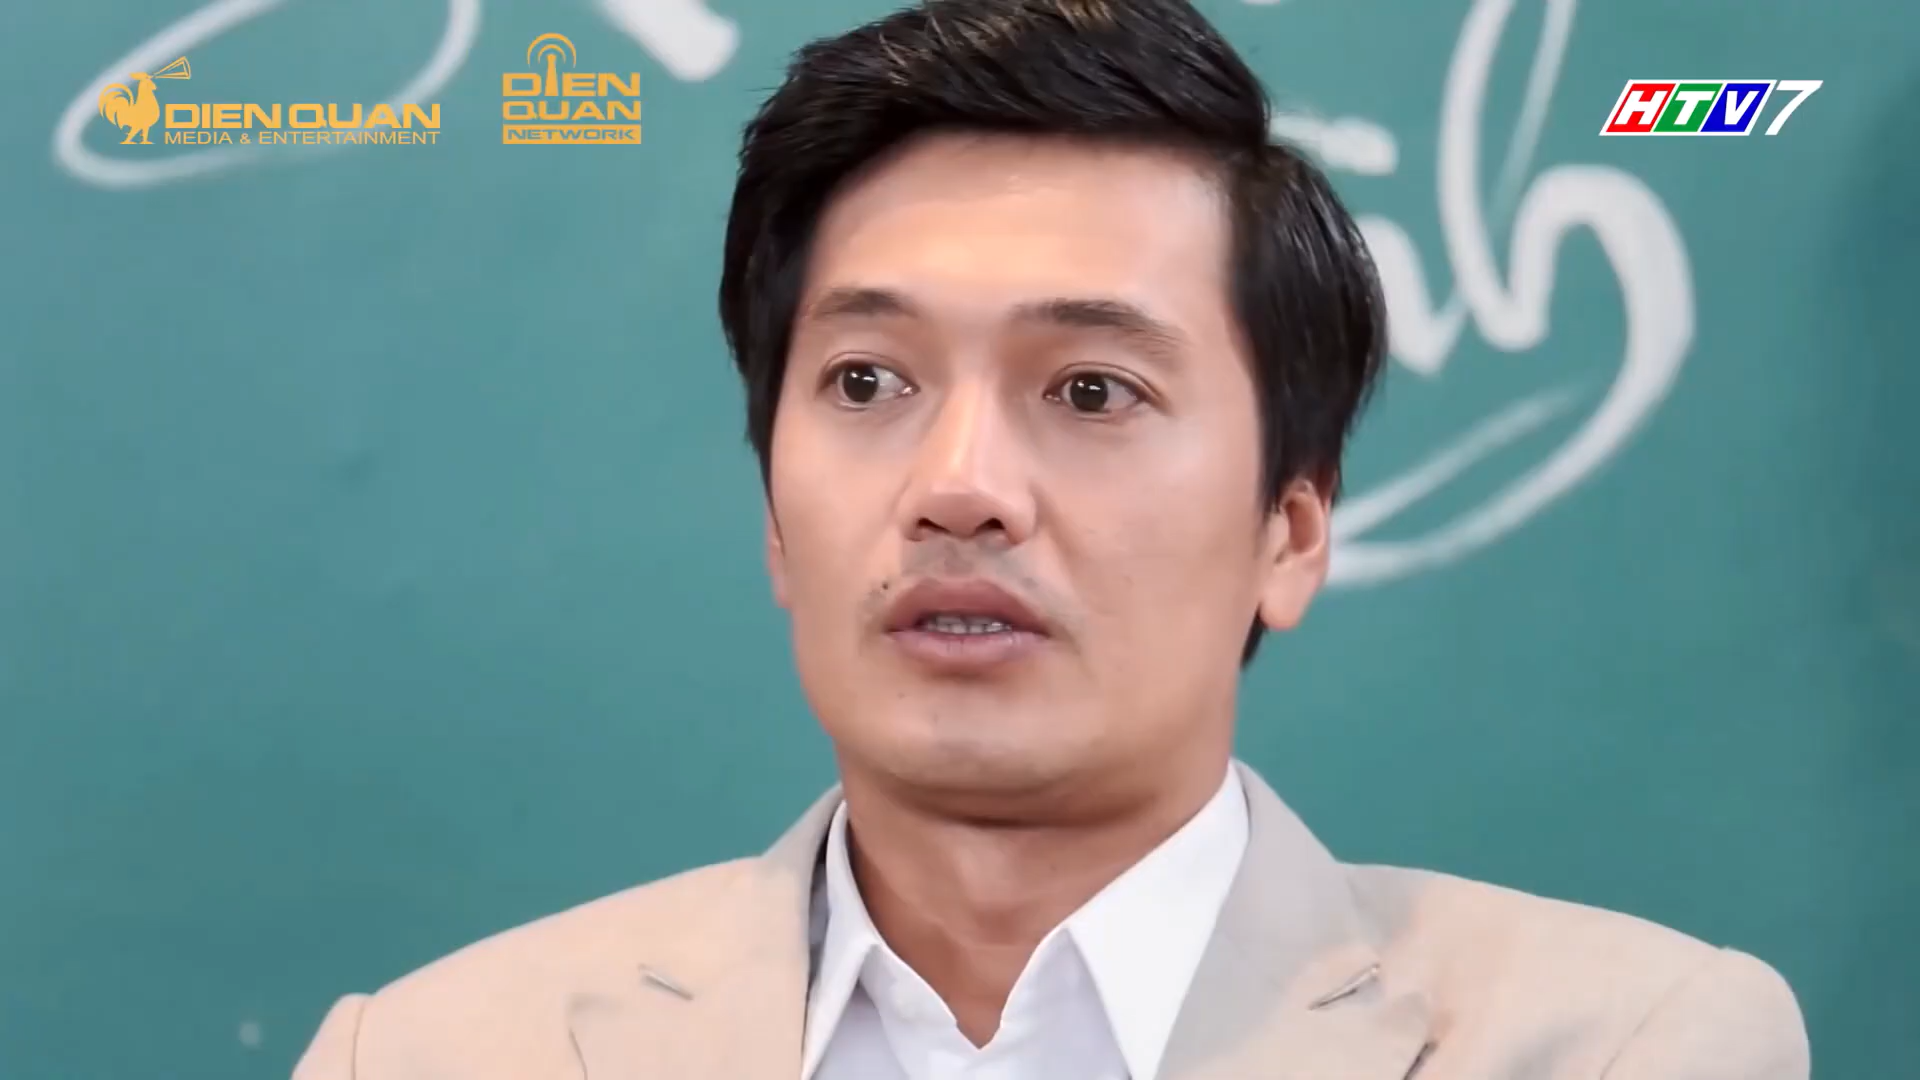 DIEN QUAN
MEDIA & ENTERTAINMENT
DIEN
QUAN
NETWORK
HTV7